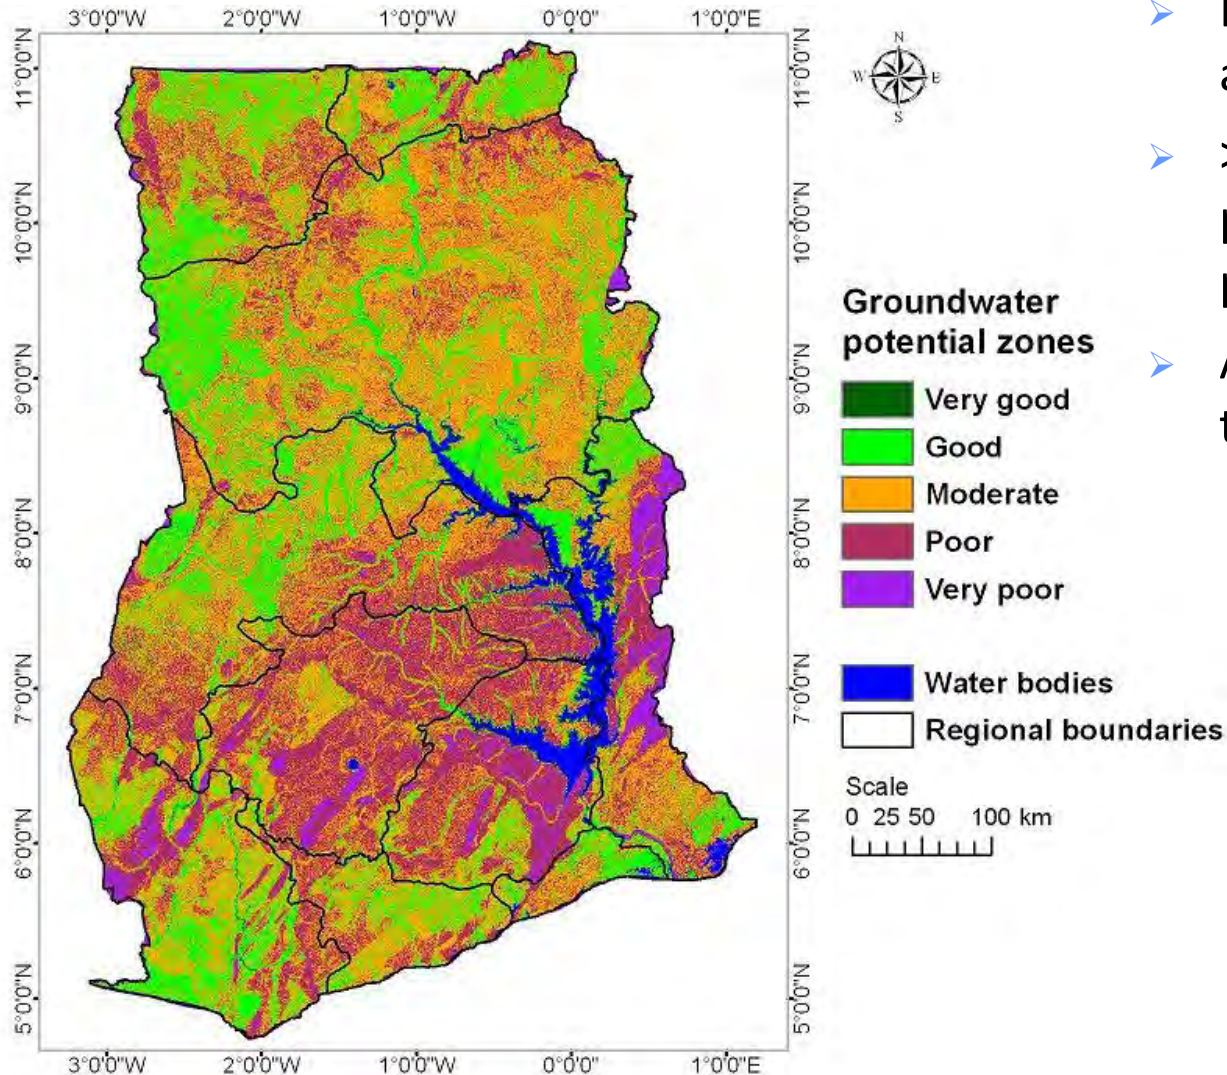 3°0'0"W 2°0'0"W 1°0'0"W 0°0'0" 1°0'0"E
11°0'0"N
10°0'0"N
9°0'0"N
8°0'0"N
7°0'0"N
6°0'0"N
5°0'0"N
3°0'0"W 2°0'0"W 1°0'0"W 0°0'0" 1°0'0"E
11°0'0"N
10°0'0"N
9°0'0"N
8°0'0"N
7°0'0"N
6°0'0"N
5°0'0"N
N
W E
S
Groundwater
potential zones
Very good
Good
Moderate
Poor
Very poor
Water bodies
Regional boundaries
Scale
0 25 50 100 km